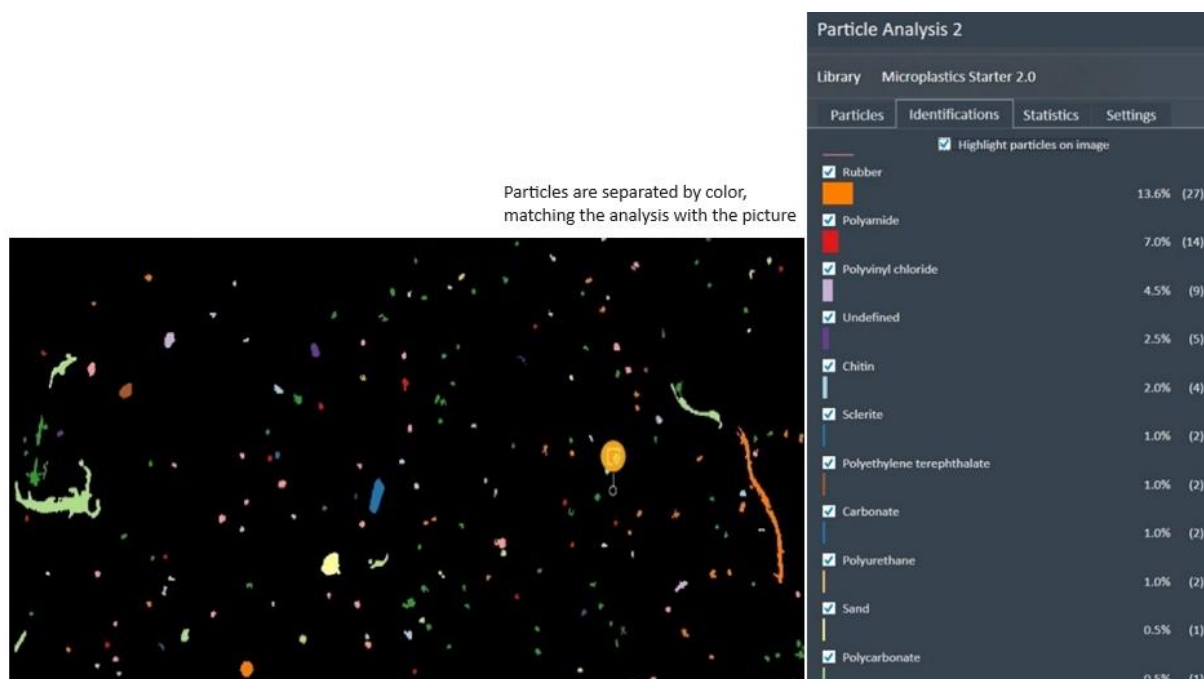 Particle Analysis 2
Library Microplastics Starter 2.0
Particles Identifications Statistics Settings
Highlight particles on image
Rubber
13.6% (27)
Polyamide
7.0% (14)
Polyvinyl chloride
4.5% (9)
Undefined
2.5% (5)
Chitin
2.0% (4)
Sclerite
1.0% (2)
Polyethylene terephthalate
1.0% (2)
Carbonate
1.0% (2)
Polyurethane
1.0% (2)
Sand
0.5% (1)
Polycarbonate
0.5% (1)
Particles are separated by color,
matching the analysis with the picture